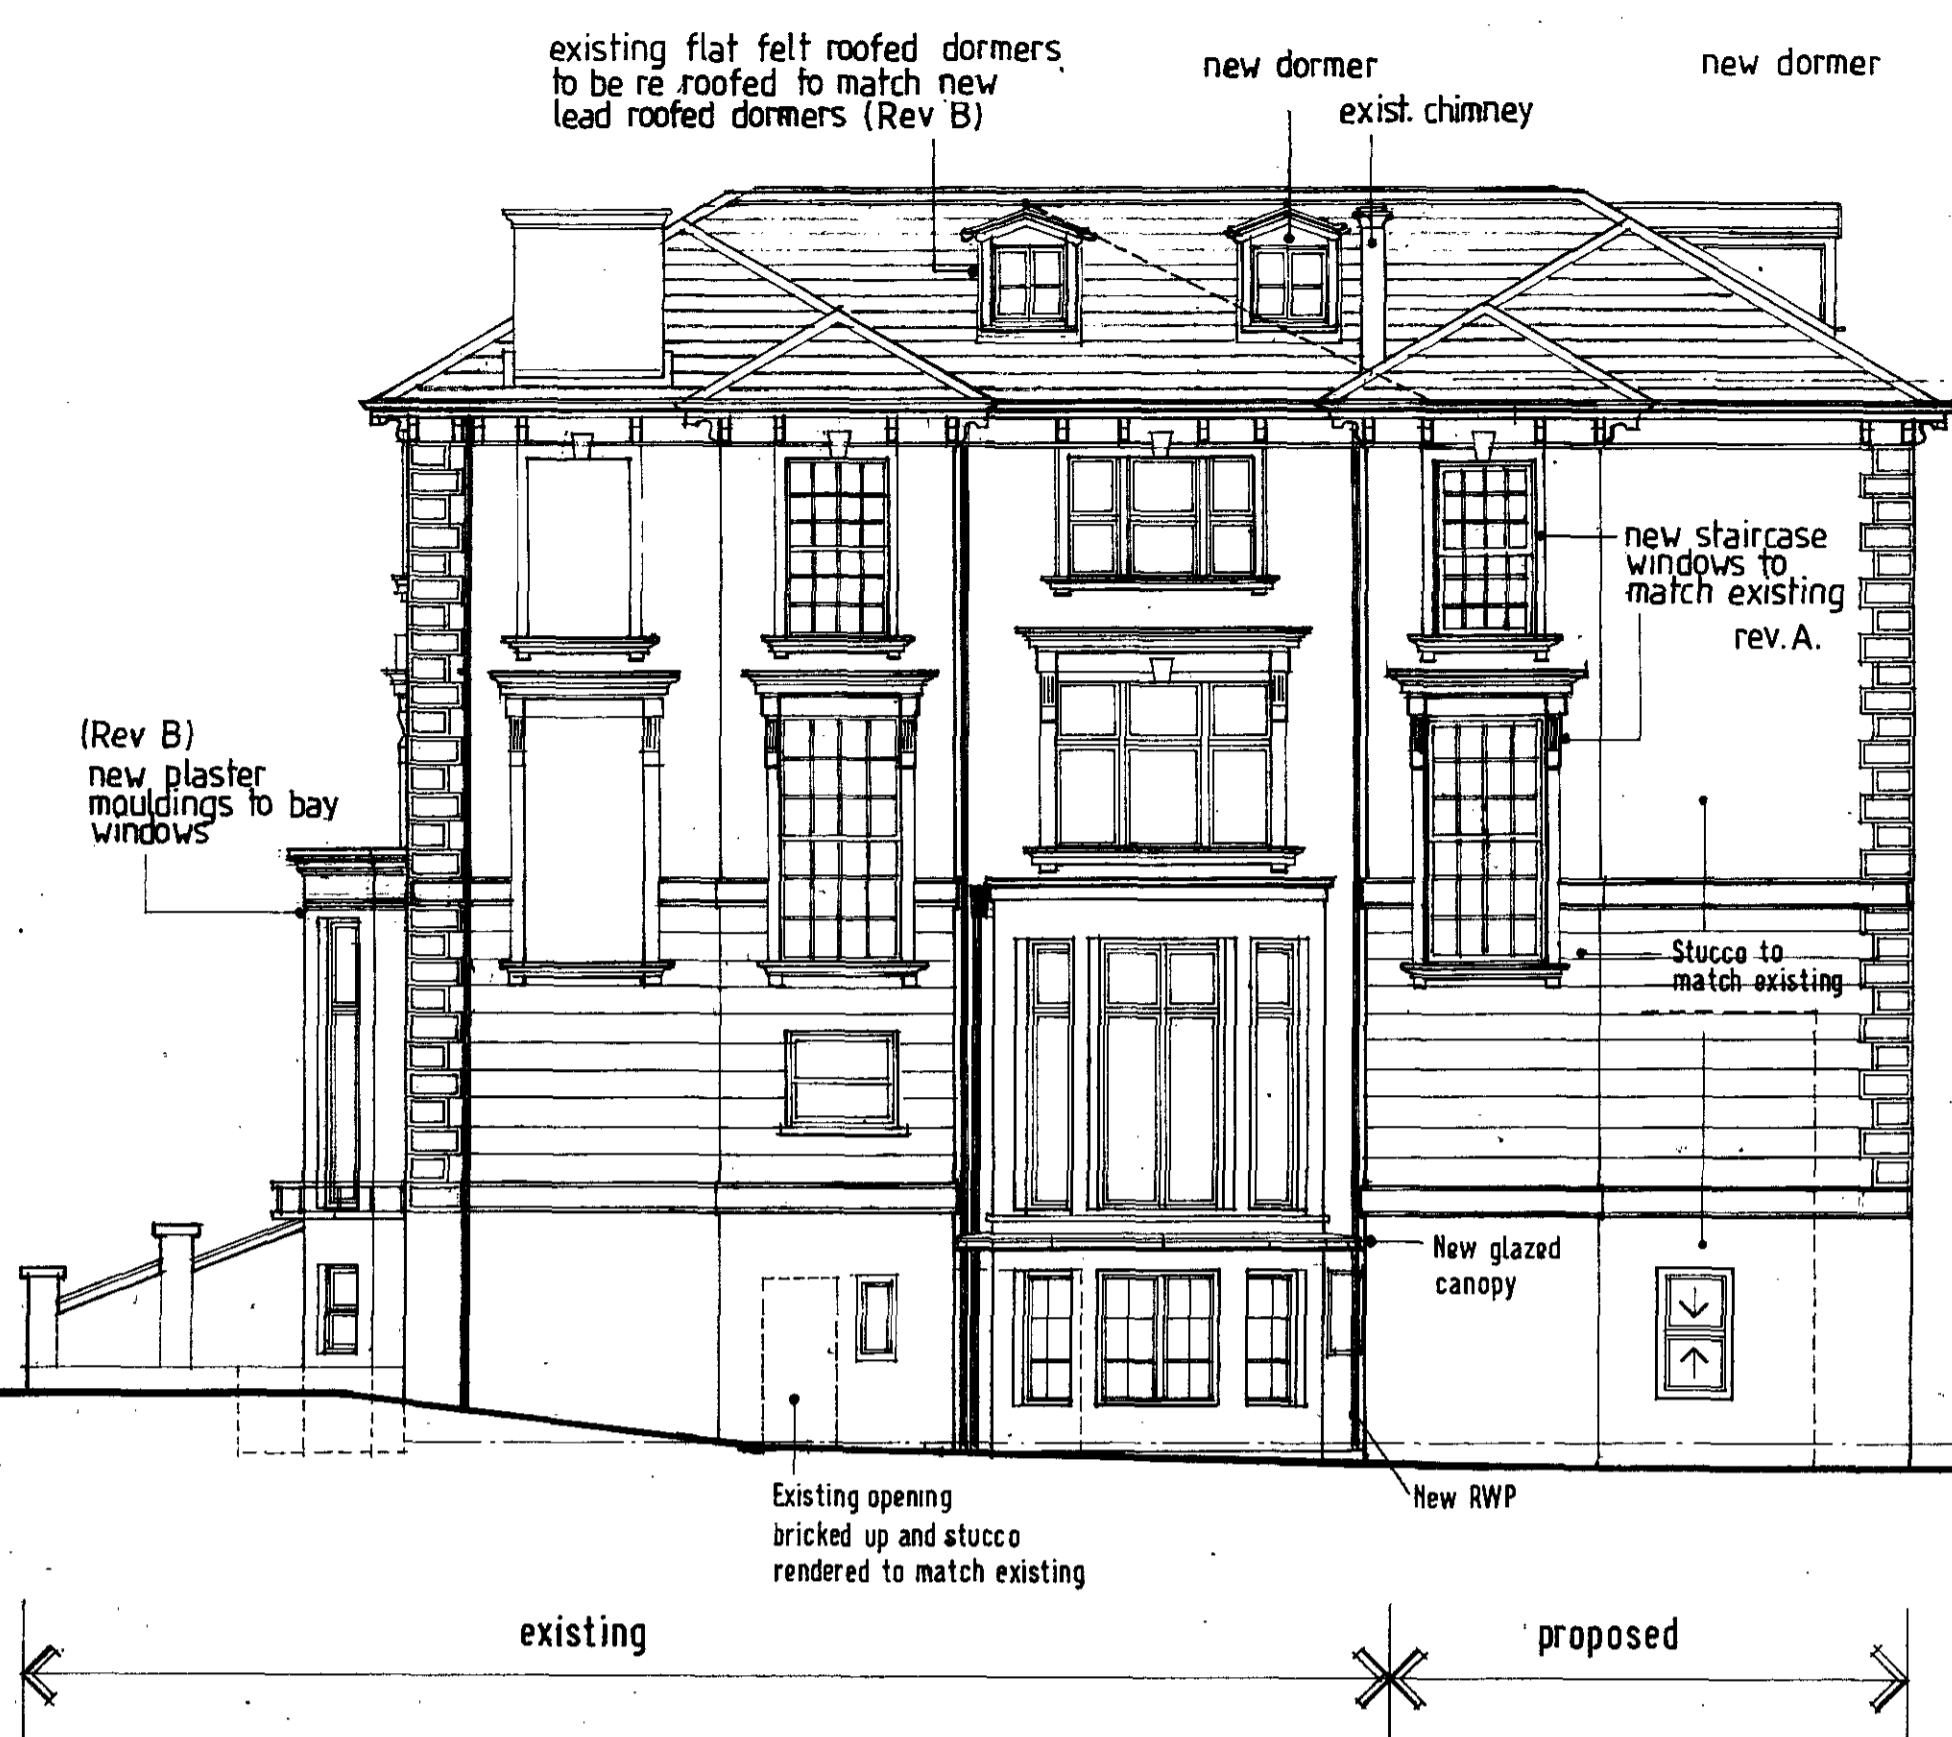 existing flat felt roofed dormers
to be re roofed to match new
lead roofed dormers (Rev B)
new dormer
exist. chimney
new dormer
new staircase
windows to
match existing
rev. A.
(Rev B)
new plaster
mouldings to bay
windows
Stucco to
match existing
New glazed
canopy
New RWP
Existing opening
bricked up and stucco
rendered to match existing
existing
proposed